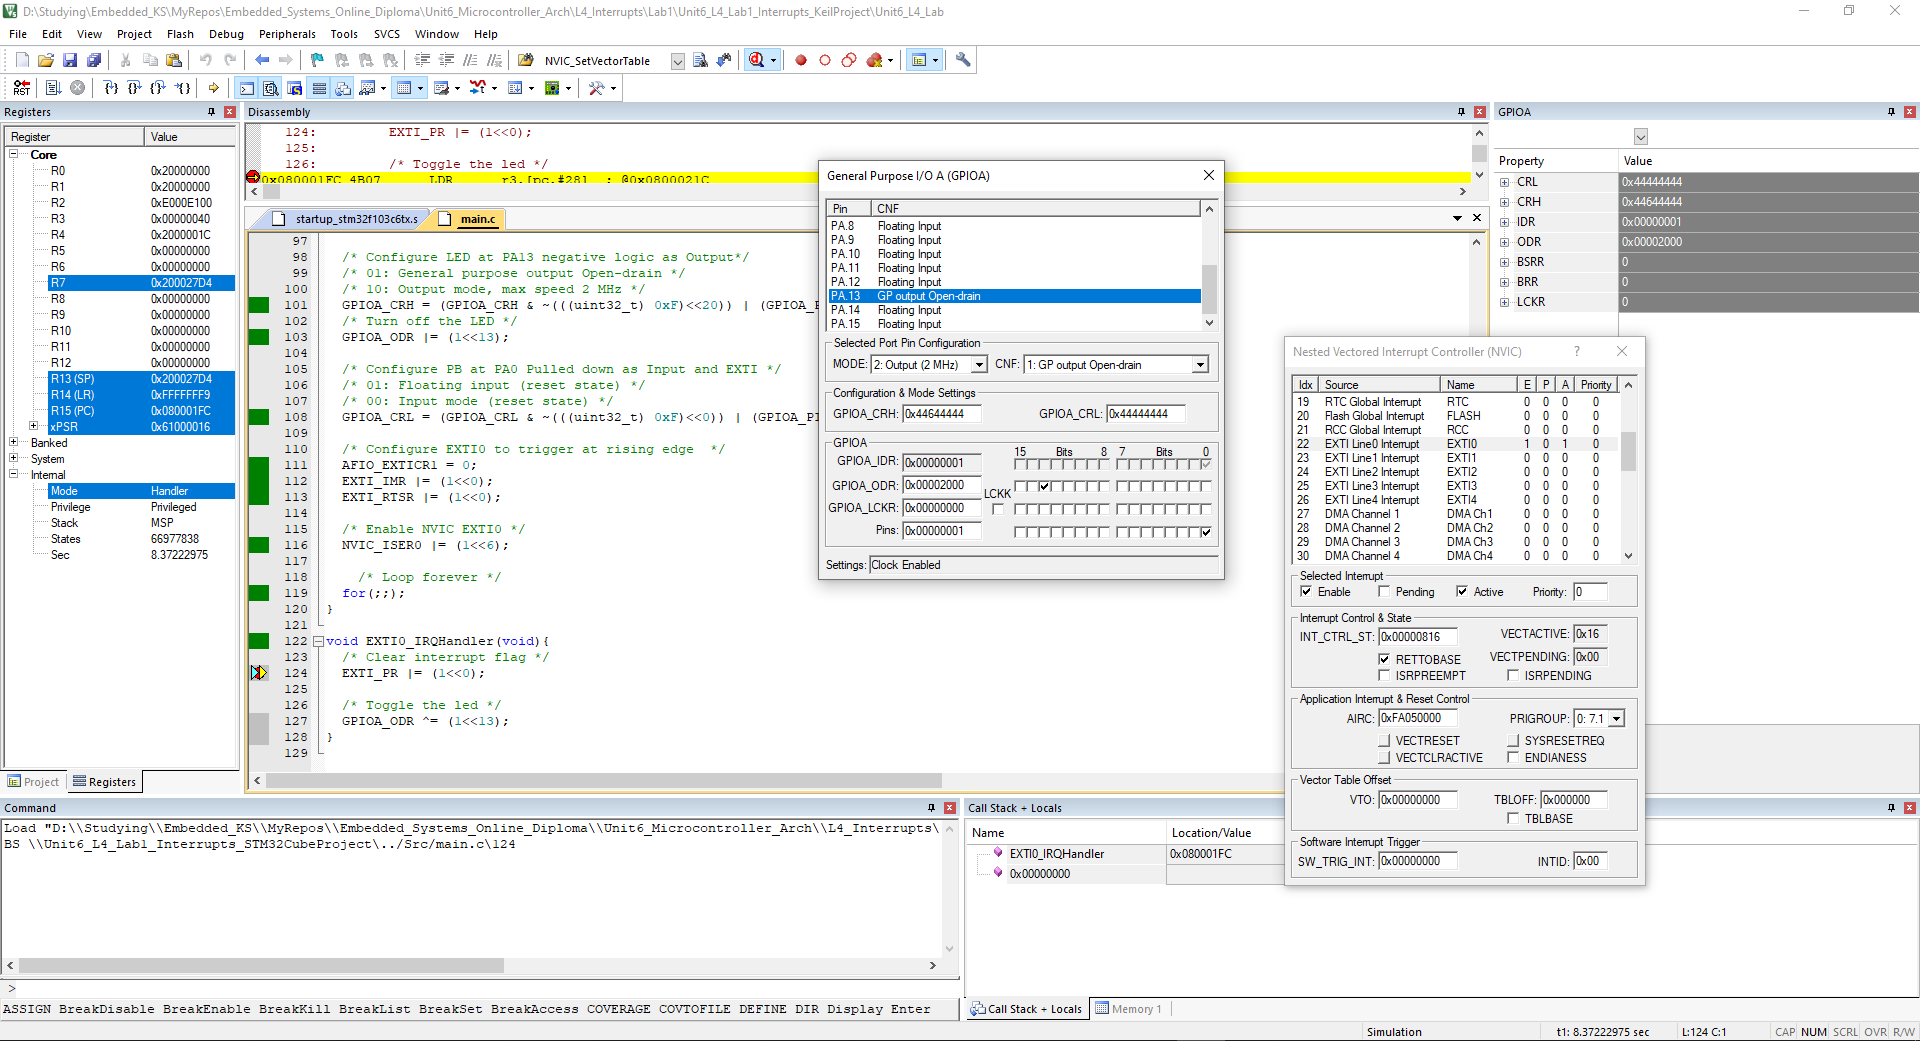 D:\Studying\Embedded_KS\MyRepos\Embedded_Systems_Online_Diploma\Unit6_Microcontroller_Arch\L4_Interrupts\Lab1\Unit6_L4_Lab1_Interrupts_KeilProject\Unit6_L4_Lab
File Edit View Project Flash Debug Peripherals Tools SVCS Window Help
NVIC_SetVectorTable
RST
Registers
Register Value
Core
R0 0x20000000
R1 0x20000000
R2 0xE000E100
R3 0x00000040
R4 0x2000001C
R5 0x00000000
R6 0x00000000
R7 0x200027D4
R8 0x00000000
R9 0x00000000
R10 0x00000000
R11 0x00000000
R12 0x00000000
R13 (SP) 0x200027D4
R14 (LR) 0xFFFFFFF9
R15 (PC) 0x080001FC
xPSR 0x61000016
Banked
System
Internal
Mode Handler
Privilege Privileged
Stack MSP
States 66977838
Sec 8.37222975
Project Registers
Disassembly
124: EXTI_PR |= (1<<0);
125:
126: /* Toggle the led */
0x080001FC 4B07 LDR r3,[pc,#28] ; @0x0800021C
startup_stm32f103c6tx.s main.c
97
98 /* Configure LED at PA13 negative logic as Output*/
99 /* 01: General purpose output Open-drain */
100 /* 10: Output mode, max speed 2 MHz */
101 GPIOA_CRH = (GPIOA_CRH & ~(((uint32_t) 0xF)<<20)) | (GPIOA_
102 /* Turn off the LED */
103 GPIOA_ODR |= (1<<13);
104
105 /* Configure PB at PA0 Pulled down as Input and EXTI */
106 /* 01: Floating input (reset state) */
107 /* 00: Input mode (reset state) */
108 GPIOA_CRL = (GPIOA_CRL & ~(((uint32_t) 0xF)<<0)) | (GPIOA_
109
110 /* Configure EXTI0 to trigger at rising edge */
111 AFIO_EXTICR1 = 0;
112 EXTI_IMR |= (1<<0);
113 EXTI_RTSR |= (1<<0);
114
115 /* Enable NVIC EXTI0 */
116 NVIC_ISER0 |= (1<<6);
117
118 /* Loop forever */
119 for(;;);
120 }
121
122 void EXTI0_IRQHandler(void){
123 /* Clear interrupt flag */
124 EXTI_PR |= (1<<0);
125
126 /* Toggle the led */
127 GPIOA_ODR ^= (1<<13);
128 }
129
General Purpose I/O A (GPIOA)
Pin CNF
PA.8 Floating Input
PA.9 Floating Input
PA.10 Floating Input
PA.11 Floating Input
PA.12 Floating Input
PA.13 GP output Open-drain
PA.14 Floating Input
PA.15 Floating Input
Selected Port Pin Configuration
MODE: 2: Output (2 MHz) CNF: 1: GP output Open-drain
Configuration & Mode Settings
GPIOA_CRH: 0x44644444 GPIOA_CRL: 0x44444444
GPIOA
15 Bits 8 7 Bits 0
GPIOA_IDR: 0x00000001
GPIOA_ODR: 0x00002000
LCKK
GPIOA_LCKR: 0x00000000
Pins: 0x00000001
Settings: Clock Enabled
GPIOA
Property Value
CRL 0x44444444
CRH 0x44644444
IDR 0x00000001
ODR 0x00002000
BSRR 0
BRR 0
LCKR 0
Nested Vectored Interrupt Controller (NVIC) ?
Idx Source Name E P A Priority
19 RTC Global Interrupt RTC 0 0 0 0
20 Flash Global Interrupt FLASH 0 0 0 0
21 RCC Global Interrupt RCC 0 0 0 0
22 EXTI Line0 Interrupt EXTI0 1 0 1 0
23 EXTI Line1 Interrupt EXTI1 0 0 0 0
24 EXTI Line2 Interrupt EXTI2 0 0 0 0
25 EXTI Line3 Interrupt EXTI3 0 0 0 0
26 EXTI Line4 Interrupt EXTI4 0 0 0 0
27 DMA Channel 1 DMA Ch1 0 0 0 0
28 DMA Channel 2 DMA Ch2 0 0 0 0
29 DMA Channel 3 DMA Ch3 0 0 0 0
30 DMA Channel 4 DMA Ch4 0 0 0 0
Selected Interrupt
Enable Pending Active Priority: 0
Interrupt Control & State
INT_CTRL_ST: 0x00000816 VECTACTIVE: 0x16
RETTOBASE VECTPENDING: 0x00
ISRPREEMPT ISRPENDING
Application Interrupt & Reset Control
AIRC: 0xFA050000 PRIGROUP: 0: 7.1
VECTRESET SYSRESETREQ
VECTCLRACTIVE ENDIANESS
Vector Table Offset
VTO: 0x00000000 TBLOFF: 0x000000
TBLBASE
Software Interrupt Trigger
SW_TRIG_INT: 0x00000000 INTID: 0x00
Command
Load "D:\\Studying\\Embedded_KS\\MyRepos\\Embedded_Systems_Online_Diploma\\Unit6_Microcontroller_Arch\\L4_Interrupts\
BS \\Unit6_L4_Lab1_Interrupts_STM32CubeProject\../Src/main.c\124
>
ASSIGN BreakDisable BreakEnable BreakKill BreakList BreakSet BreakAccess COVERAGE COVTOFILE DEFINE DIR Display Enter
Call Stack + Locals
Name Location/Value
EXTI0_IRQHandler 0x080001FC
0x00000000
Call Stack + Locals Memory 1
Simulation t1: 8.37222975 sec L:124 C:1 CAP NUM SCRL OVR R/W